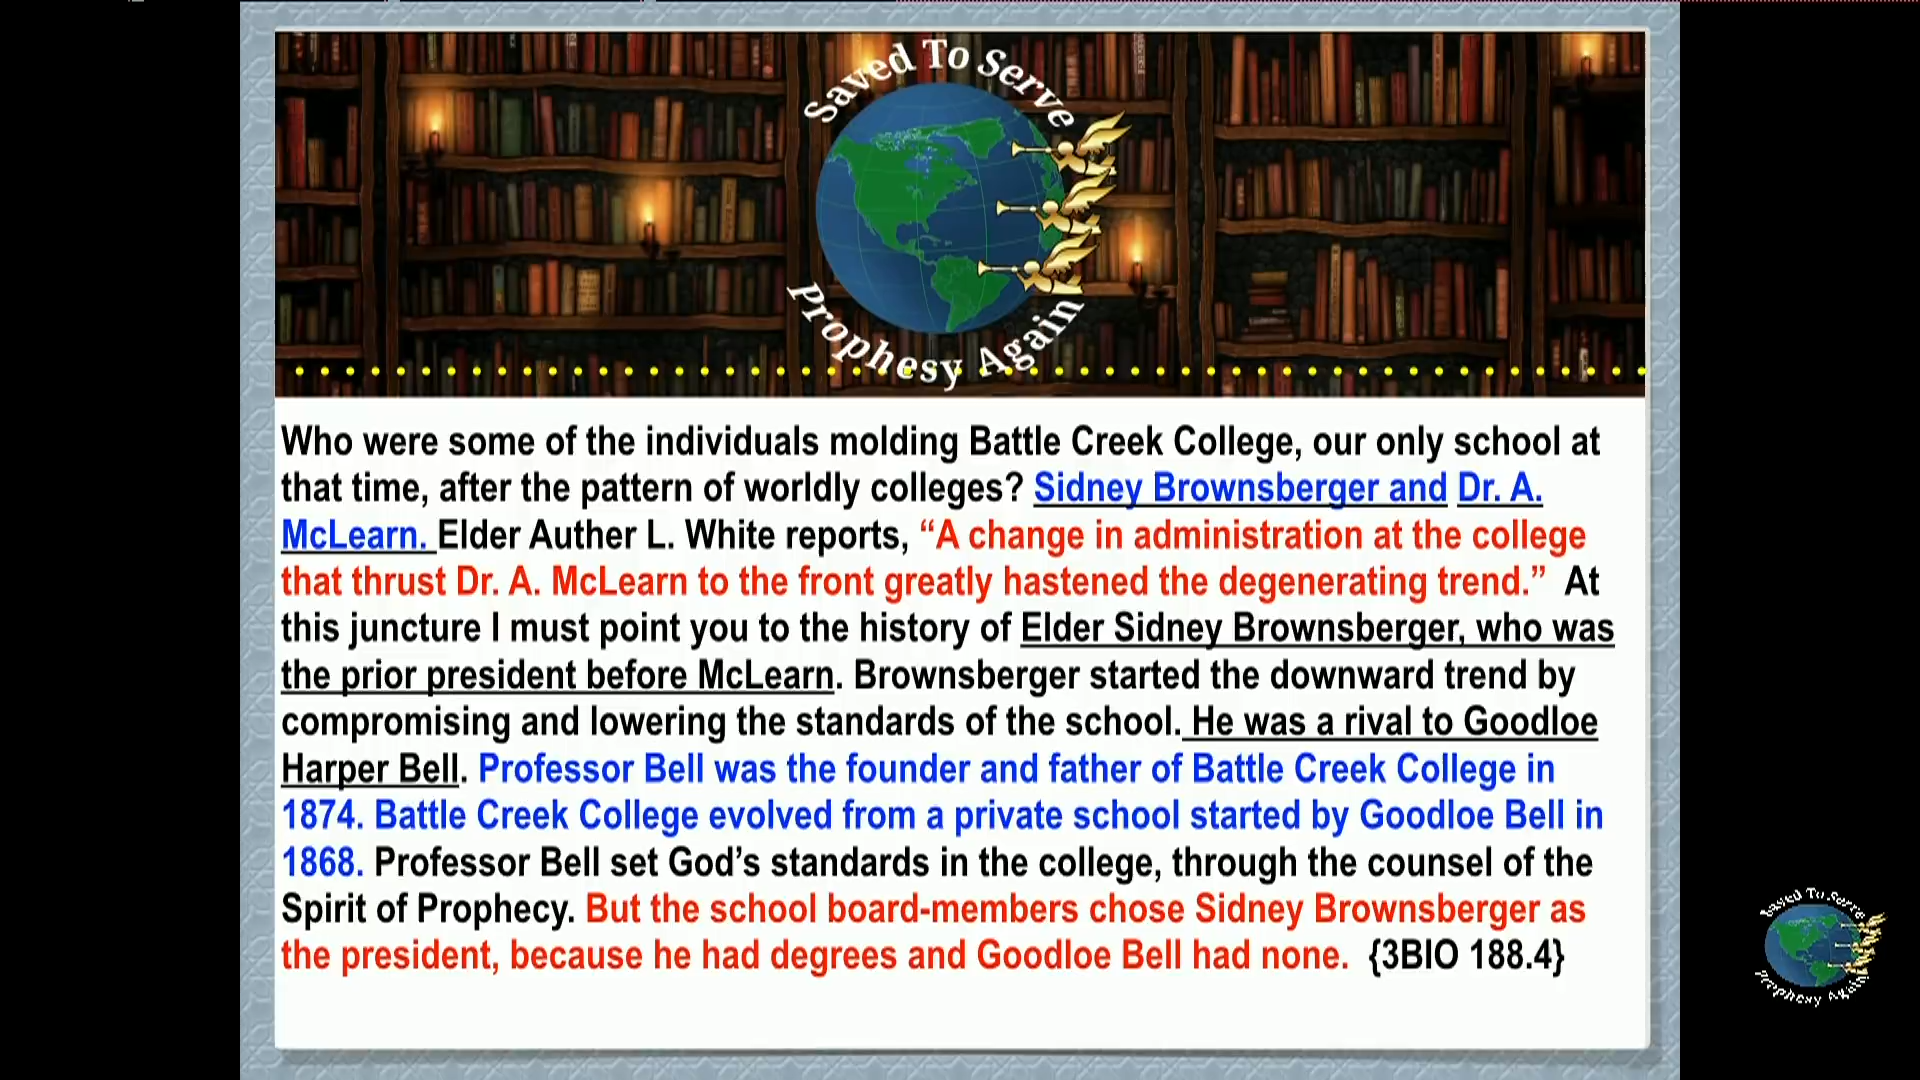 Saved To Serve
Prophesy Again
Who were some of the individuals molding Battle Creek College, our only school at
that time, after the pattern of worldly colleges? Sidney Brownsberger and Dr. A.
McLearn. Elder Auther L. White reports, “A change in administration at the college
that thrust Dr. A. McLearn to the front greatly hastened the degenerating trend.” At
this juncture I must point you to the history of Elder Sidney Brownsberger, who was
the prior president before McLearn. Brownsberger started the downward trend by
compromising and lowering the standards of the school. He was a rival to Goodloe
Harper Bell. Professor Bell was the founder and father of Battle Creek College in
1874. Battle Creek College evolved from a private school started by Goodloe Bell in
1868. Professor Bell set God’s standards in the college, through the counsel of the
Spirit of Prophecy. But the school board-members chose Sidney Brownsberger as
the president, because he had degrees and Goodloe Bell had none. {3BIO 188.4}
Saved To Serve
Prophesy Again